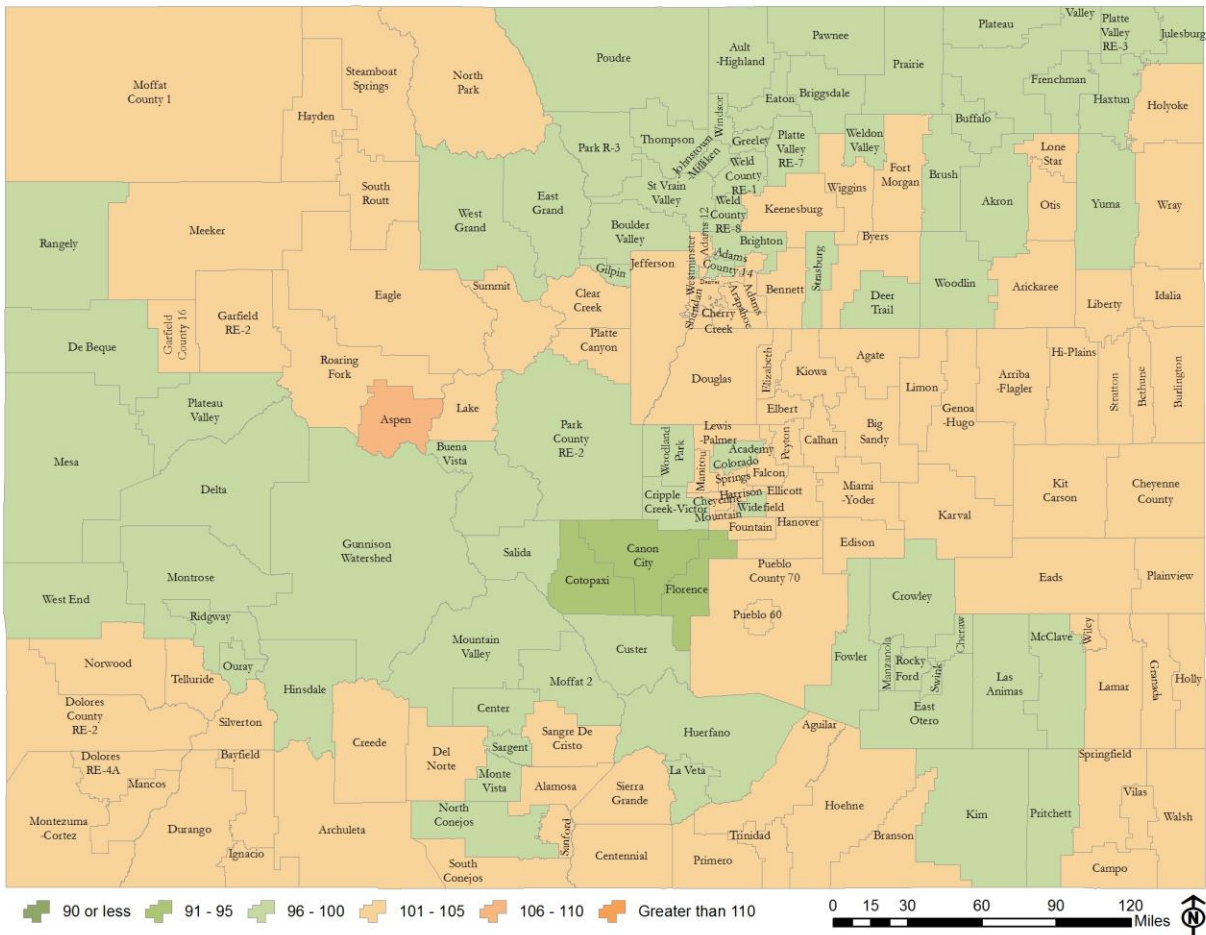 Valley
Plateau
Platte
Valley
RE-3
Julesburg
Pawnee
Poudre
Ault
-Highland
Prairie
Steamboat
Springs
North
Park
Moffat
County 1
Hayden
Frenchman
Haxtun
Holyoke
Eaton
Briggsdale
Windsor
Buffalo
Park R-3
Thompson
Johnstown
-Milliken
Greeley
Platte
Valley
RE-7
Weldon
Valley
Lone
Star
Weld
County
RE-1
Fort
Morgan
Brush
Wiggins
St Vrain
Valley
South
Routt
West
Grand
East
Grand
Weld
County
RE-8
Keenesburg
Akron
Otis
Yuma
Wray
Rangely
Meeker
Boulder
Valley
Adams 12
Brighton
Byers
Gilpin
Jefferson
Westminster
Adams
County 14
Strasburg
Bennett
Deer
Trail
Woodlin
Arickaree
Liberty
Idalia
Eagle
Summit
Clear
Creek
Denver
Sheridan
Adams
Arapahoe
Cherry
Creek
Garfield
County 16
Garfield
RE-2
De Beque
Platte
Canyon
Roaring
Fork
Douglas
Elizabeth
Kiowa
Agate
Limon
Genoa
-Hugo
Arriba
-Flagler
Hi-Plains
Stratton
Bethune
Burlington
Plateau
Valley
Aspen
Lake
Elbert
Big
Sandy
Park
County
RE-2
Woodland
Park
Lewis
-Palmer
Peyton
Calhan
Buena
Vista
Mesa
Academy
Colorado
Springs
Manitou
Falcon
Delta
Cripple
Creek-Victor
Harrison
Cheyenne
Mountain
Widefield
Ellicott
Miami
-Yoder
Kit
Carson
Cheyenne
County
Karval
Fountain
Hanover
Edison
Gunnison
Watershed
Salida
Canon
City
Cotopaxi
Florence
Pueblo
County 70
Eads
Plainview
Montrose
West End
Crowley
Pueblo 60
Ridgway
Mountain
Valley
Custer
Fowler
Manzanola
Rocky
Ford
Swink
Cheraw
McClave
Wiley
Las
Animas
Lamar
Granada
Holly
Norwood
Telluride
Ouray
Hinsdale
Moffat 2
East
Otero
Dolores
County
RE-2
Silverton
Creede
Center
Sangre De
Cristo
Huerfano
Aguilar
Del
Norte
Sargent
Dolores
RE-4A
Bayfield
Mancos
Monte
Vista
Alamosa
La Veta
Springfield
Sierra
Grande
Hoehne
Vilas
Walsh
Montezuma
-Cortez
Durango
Archuleta
North
Conejos
Sanford
Trinidad
Branson
Kim
Pritchett
Ignacio
South
Conejos
Centennial
Primero
Campo
90 or less
91 - 95
96 - 100
101 - 105
106 - 110
Greater than 110
0 15 30 60 90 120
Miles
N